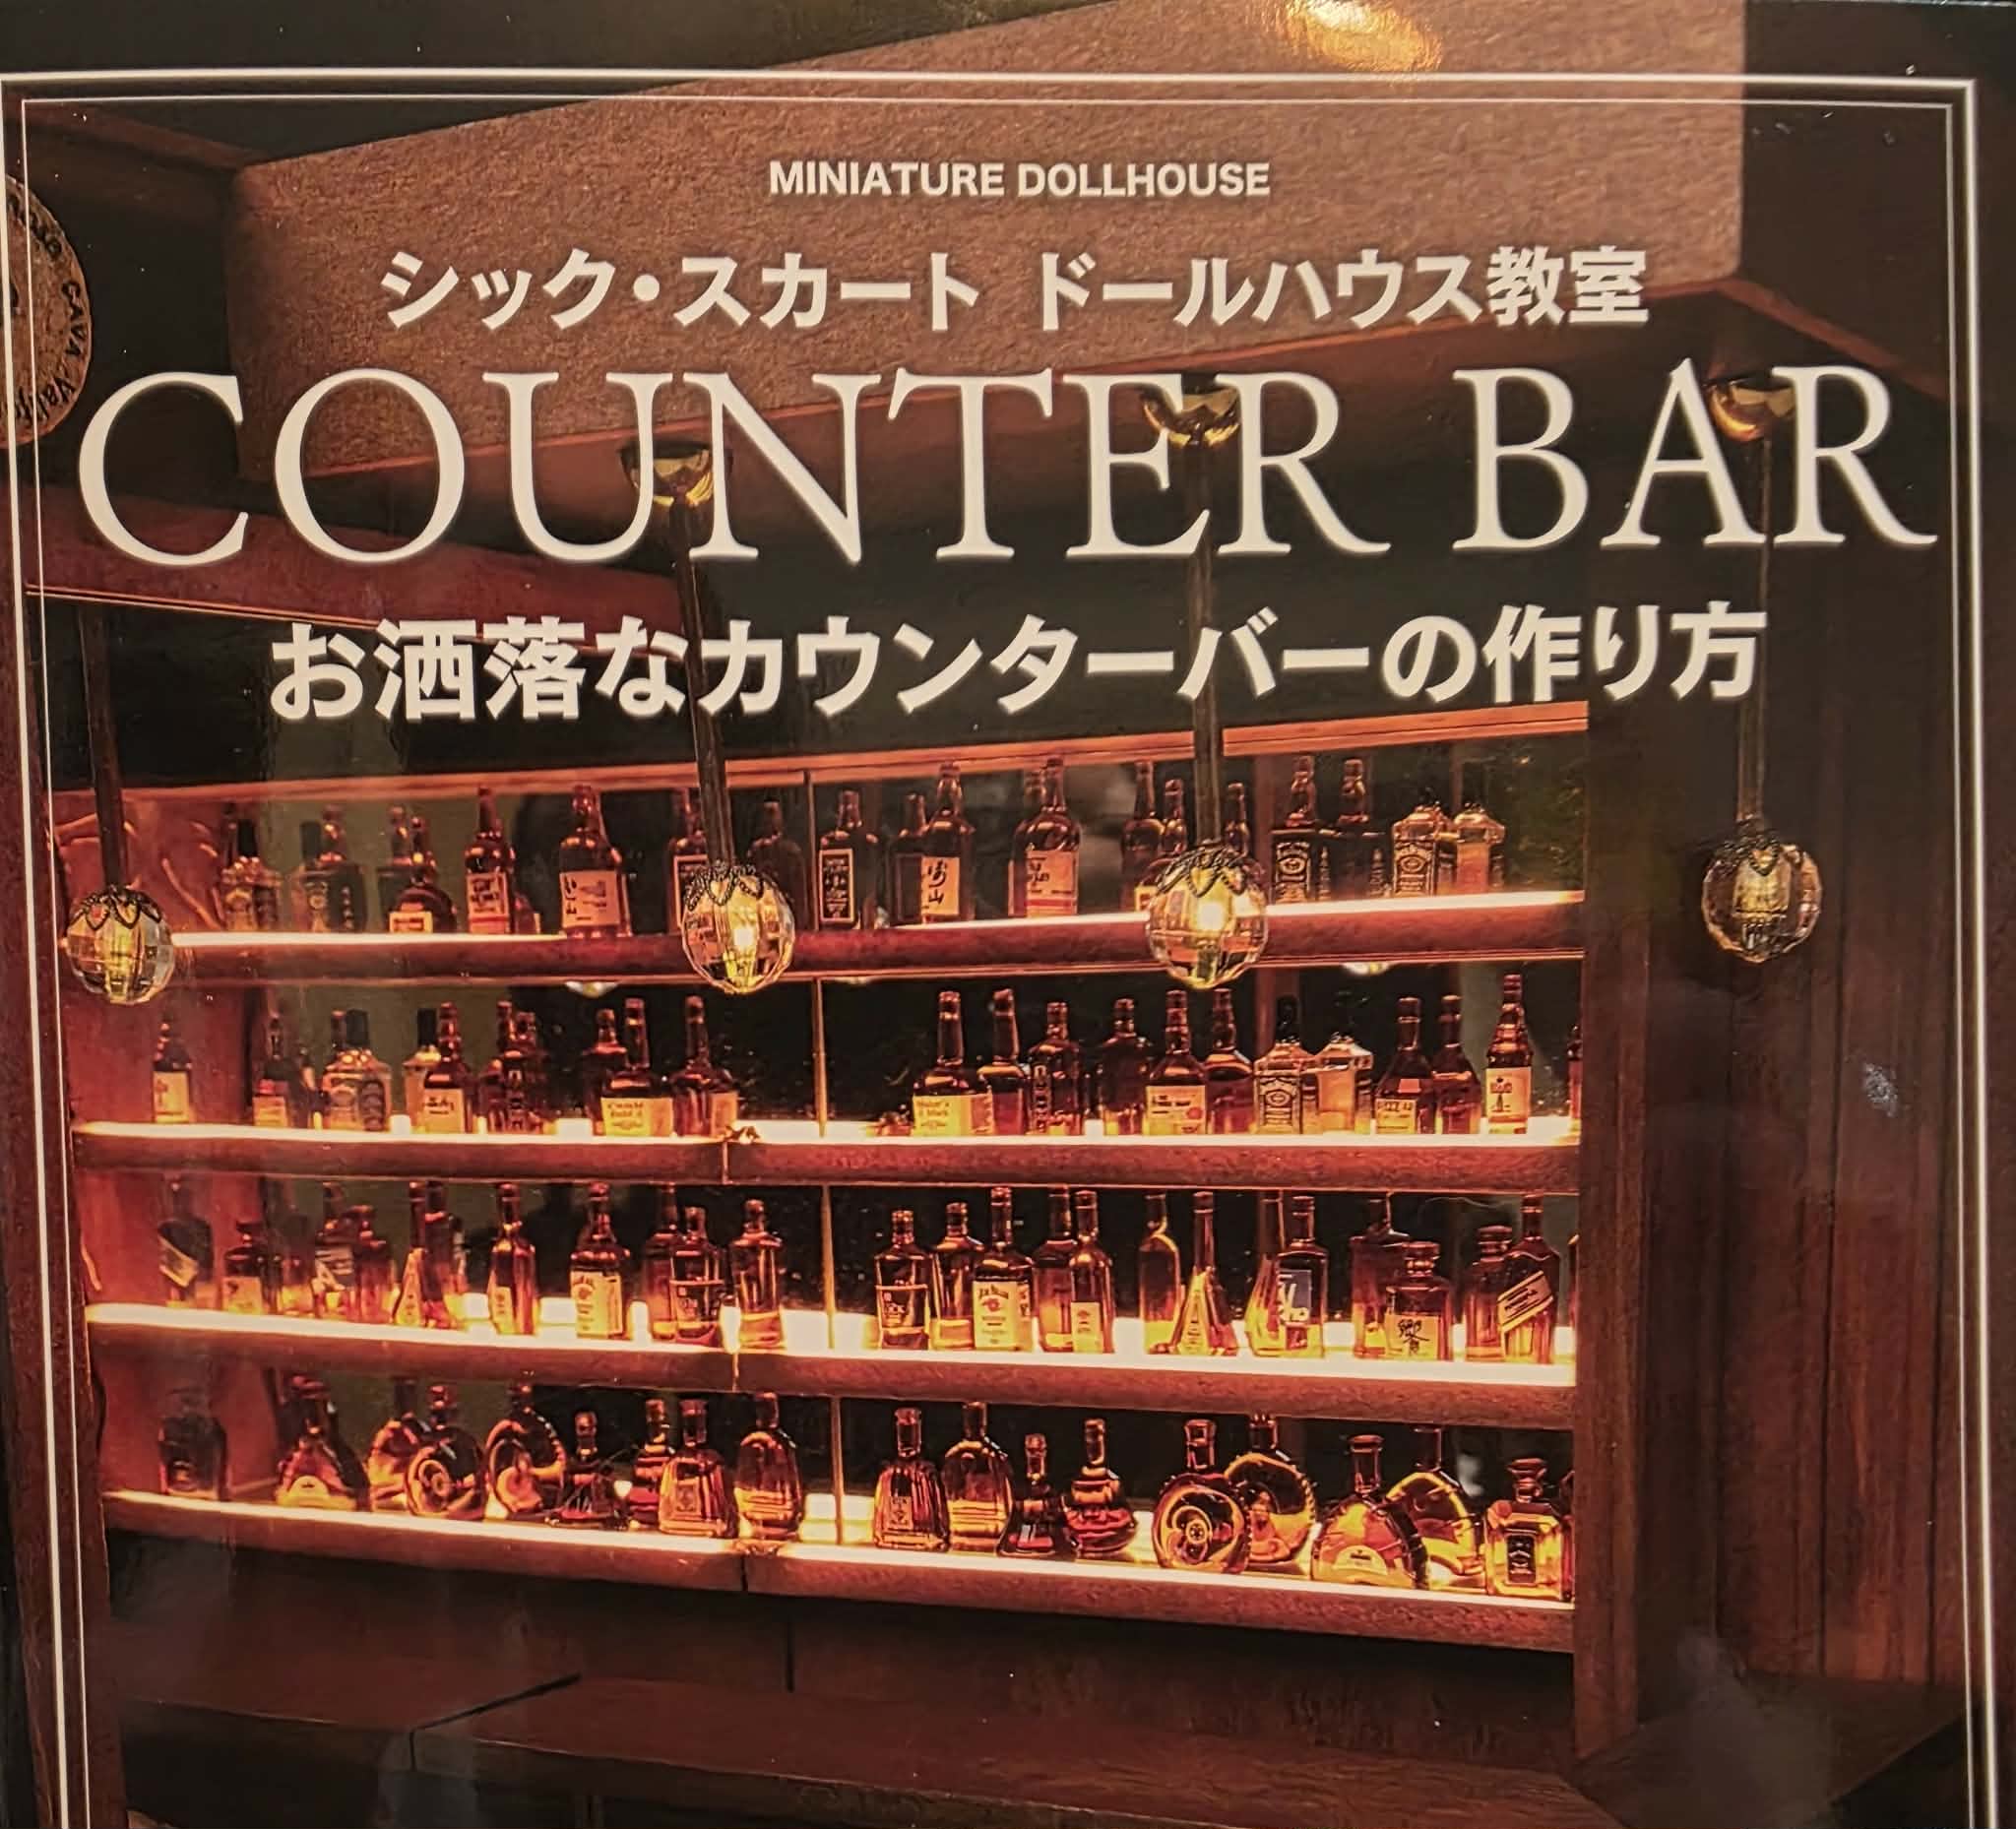 MINIATURE DOLLHOUSE
シック・スカート ドールハウス教室
COUNTER BAR
お洒落なカウンターバーの作り方
CAVA